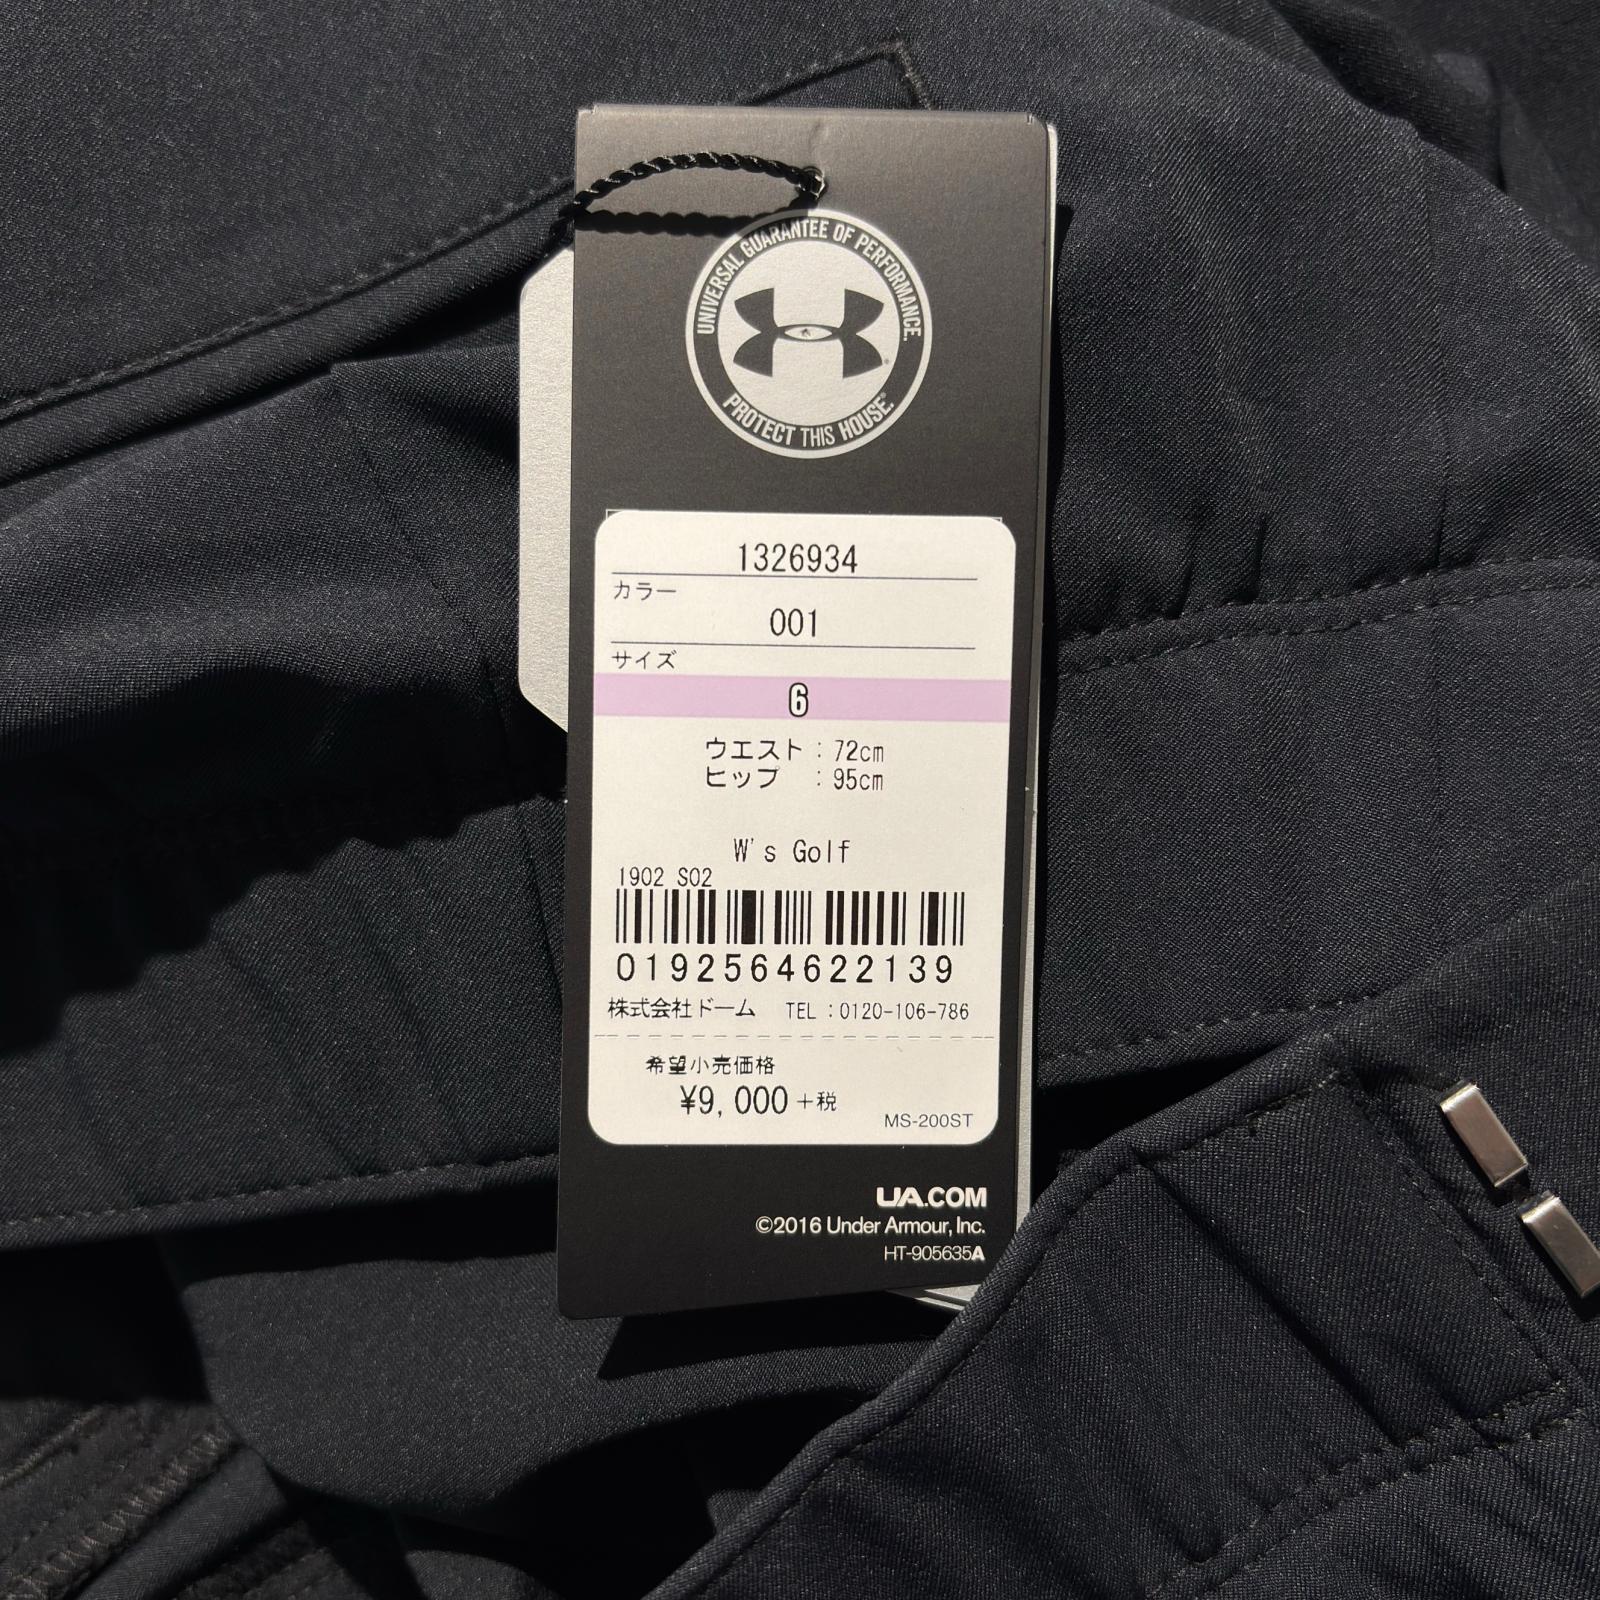 UNIVERSAL GUARANTEE OF PERFORMANCE.
PROTECT THIS HOUSE.
1326934
カラー
001
サイズ
6
ウエスト：72cm
ヒップ　：95cm
W's Golf
1902 S02
0192564622139
株式会社ドーム TEL：0120-106-786
希望小売価格
¥9,000＋税
MS-200ST
UA.COM
©2016 Under Armour, Inc.
HT-905635A